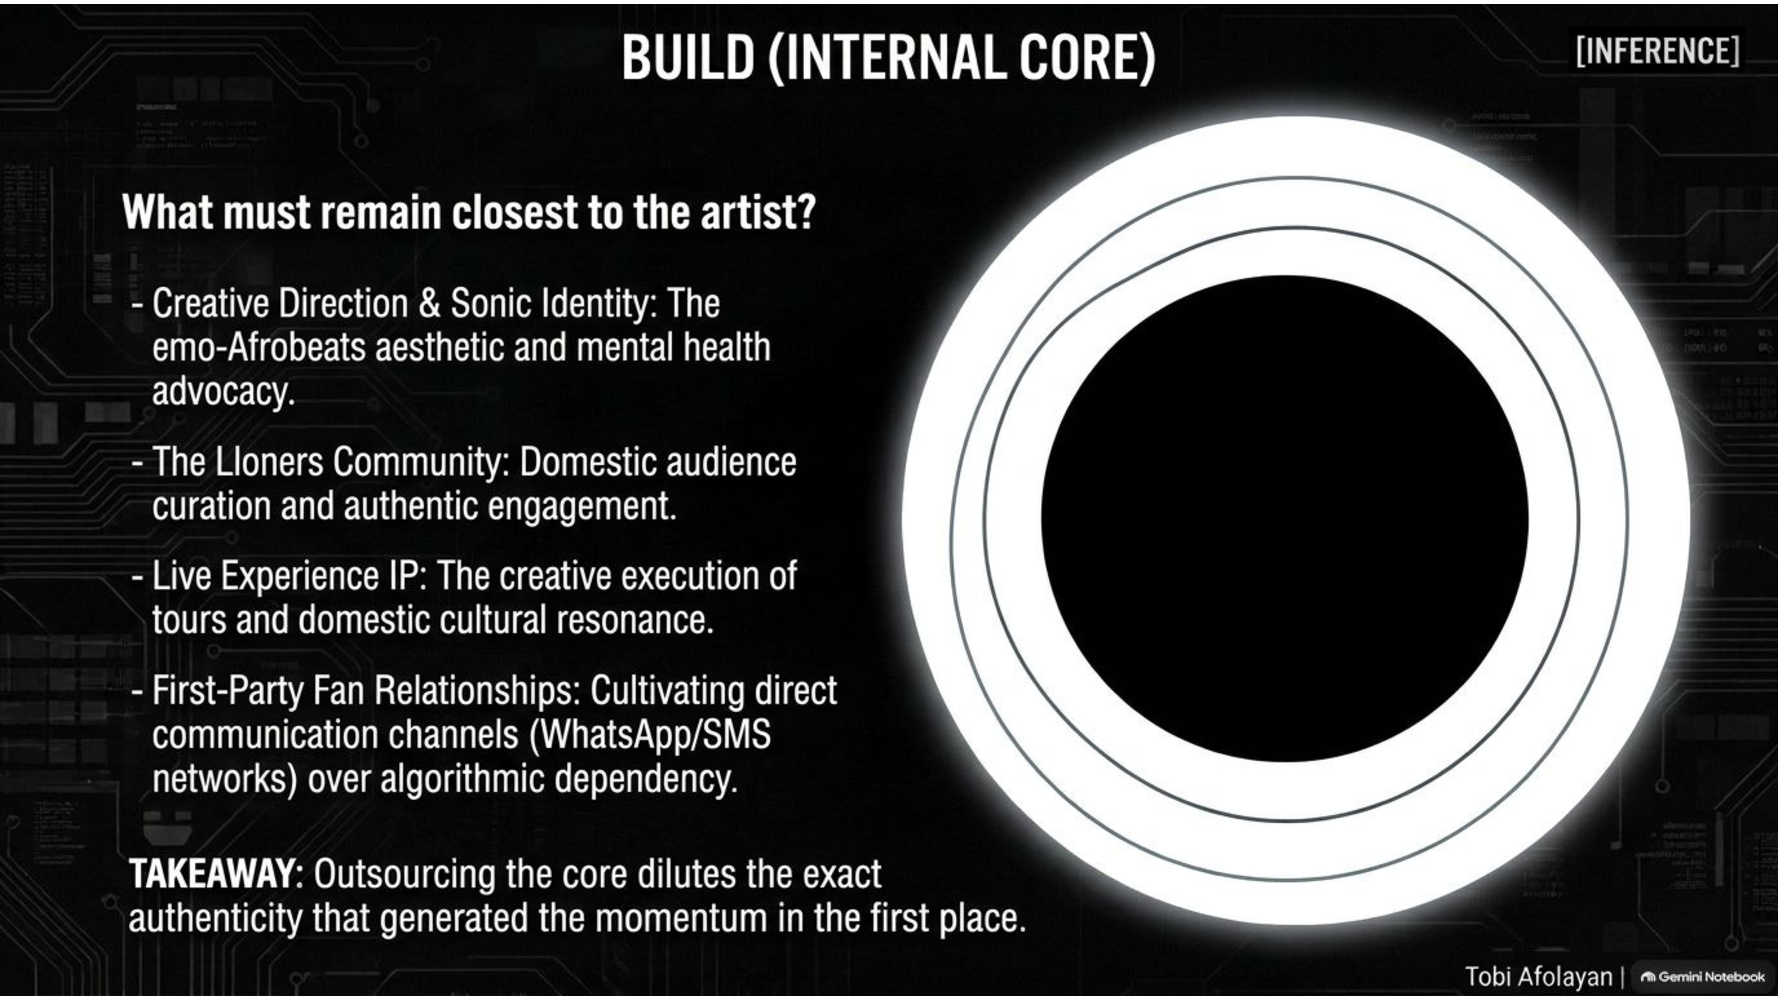 BUILD (INTERNAL CORE)
[INFERENCE]
What must remain closest to the artist?
- Creative Direction & Sonic Identity: The
emo-Afrobeats aesthetic and mental health
advocacy.
- The Lloners Community: Domestic audience
curation and authentic engagement.
- Live Experience IP: The creative execution of
tours and domestic cultural resonance.
- First-Party Fan Relationships: Cultivating direct
communication channels (WhatsApp/SMS
networks) over algorithmic dependency.
TAKEAWAY: Outsourcing the core dilutes the exact
authenticity that generated the momentum in the first place.
Tobi Afolayan | Gemini Notebook